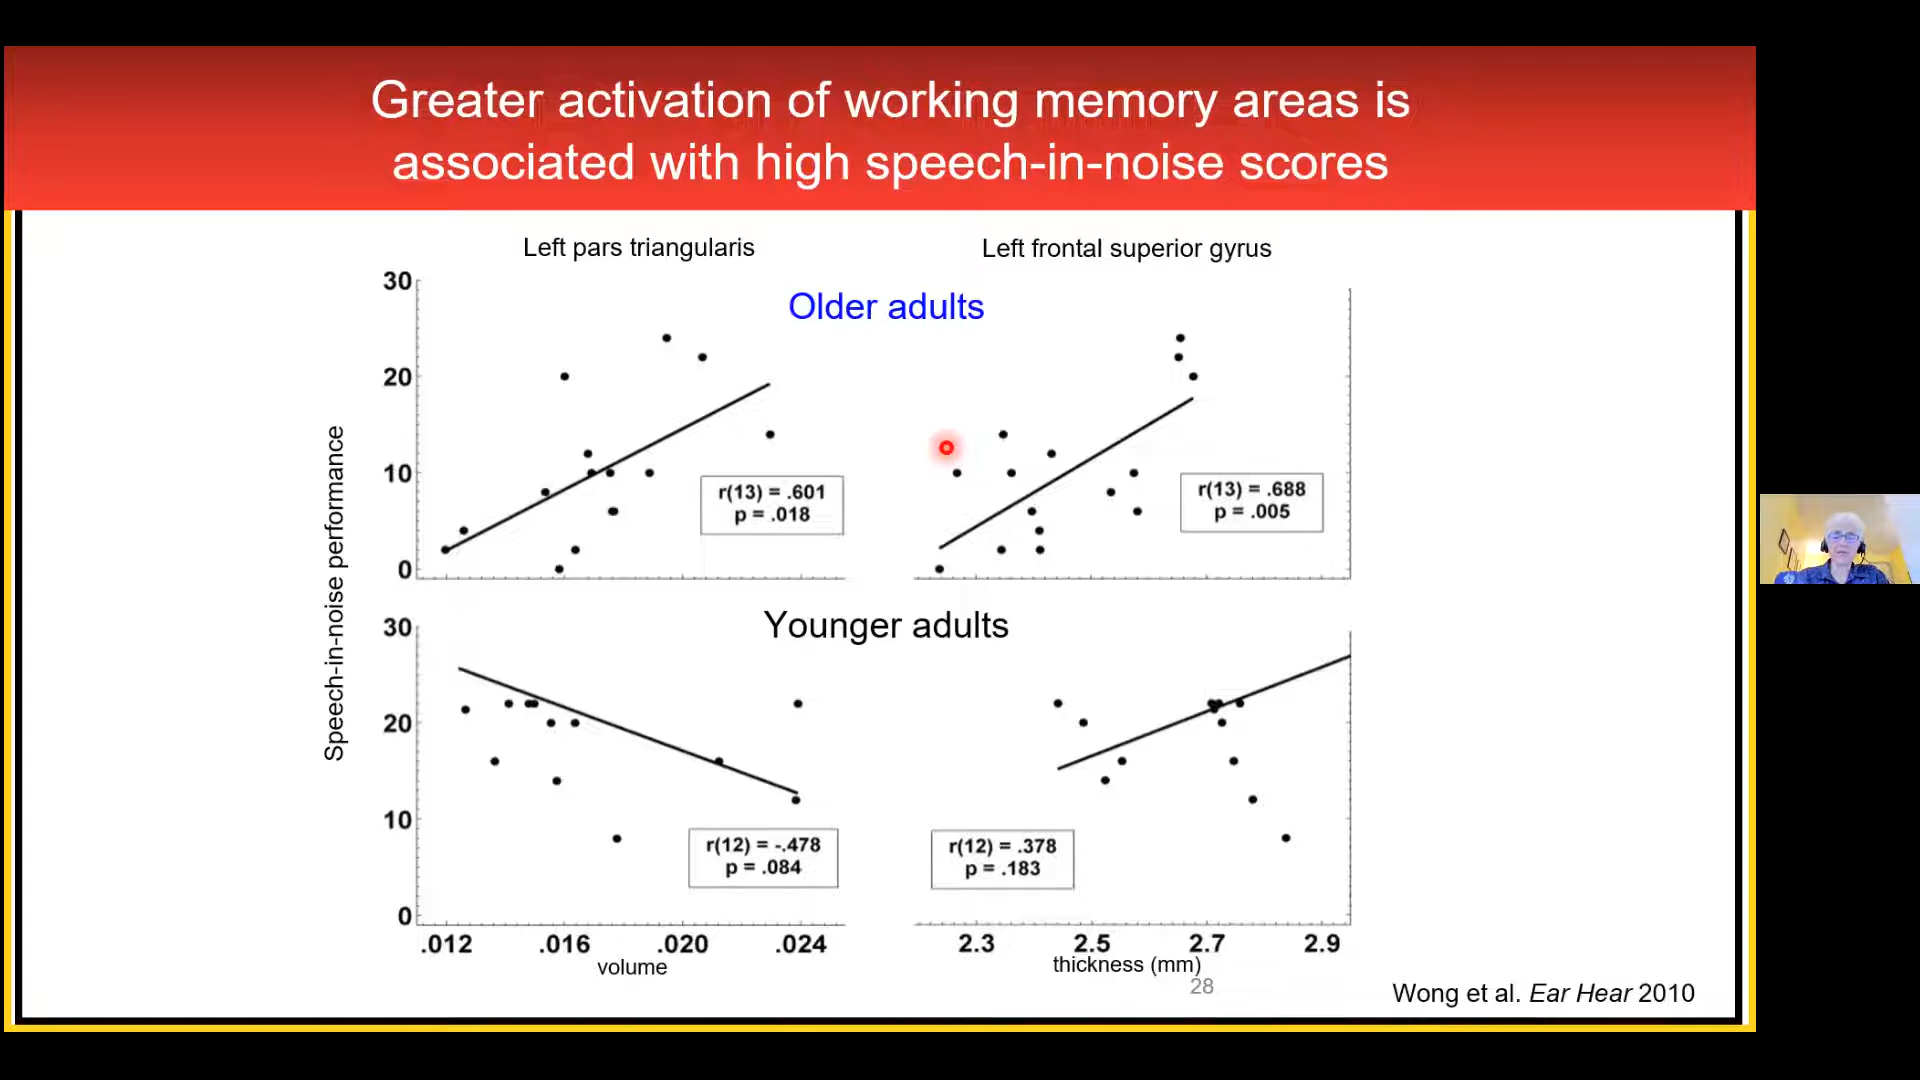 Greater activation of working memory areas is
associated with high speech-in-noise scores
Left pars triangularis
Left frontal superior gyrus
Older adults
Speech-in-noise performance
30
20
10
0
r(13) = .601
p = .018
r(13) = .688
p = .005
Younger adults
30
20
10
0
r(12) = -.478
p = .084
r(12) = .378
p = .183
.012 .016 .020 .024
volume
2.3 2.5 2.7 2.9
thickness (mm)
28
Wong et al. Ear Hear 2010